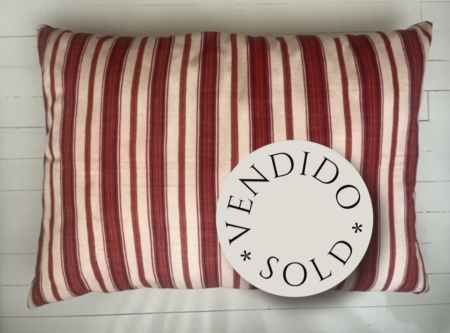 * VENDIDO *
SOLD